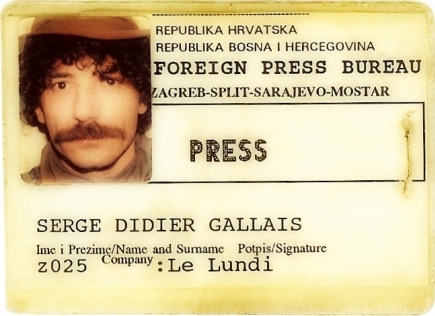 REPUBLIKA HRVATSKA
REPUBLIKA BOSNA I HERCEGOVINA
FOREIGN PRESS BUREAU
ZAGREB-SPLIT-SARAJEVO-MOSTAR
PRESS
SERGE DIDIER GALLAIS
Ime i Prezime/Name and Surname Potpis/Signature
z025 Company :Le Lundi